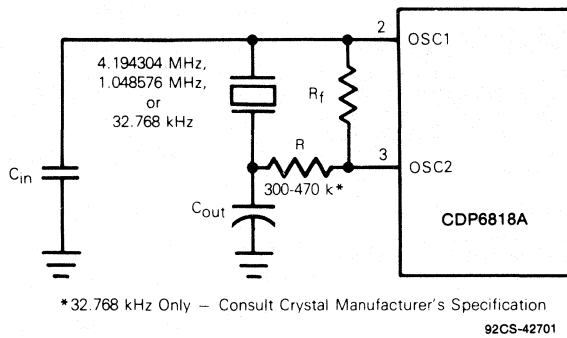 2
OSC1
4.194304 MHz,
1.048576 MHz,
or
32.768 kHz
Rf
R
3
OSC2
300-470 k*
Cin
Cout
CDP6818A
*32.768 kHz Only – Consult Crystal Manufacturer's Specification
92CS-42701